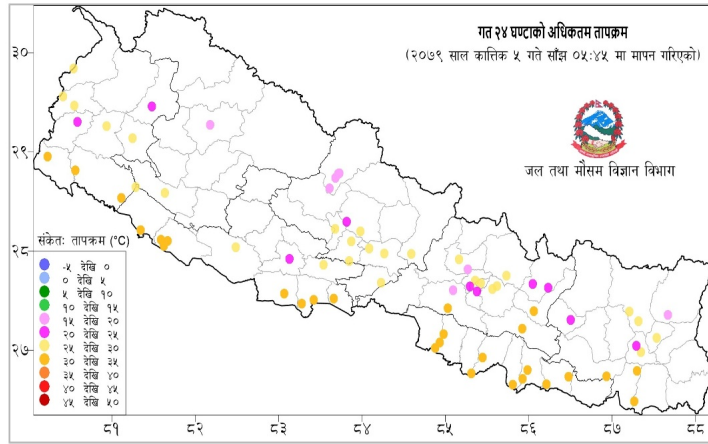 गत २४ घण्टाको अधिकतम तापक्रम
(२०७९ साल कात्तिक ५ गते साँझ ०५:४५ मा मापन गरिएको)
जल तथा मौसम विज्ञान विभाग
३०
२९
२८
२७
संकेतः तापक्रम (°C)
-५ देखि ०
० देखि ५
५ देखि १०
१० देखि १५
१५ देखि २०
२० देखि २५
२५ देखि ३०
३० देखि ३५
३५ देखि ४०
४० देखि ४५
४५ देखि ५०
८१ ८२ ८३ ८४ ८५ ८६ ८७ ८८